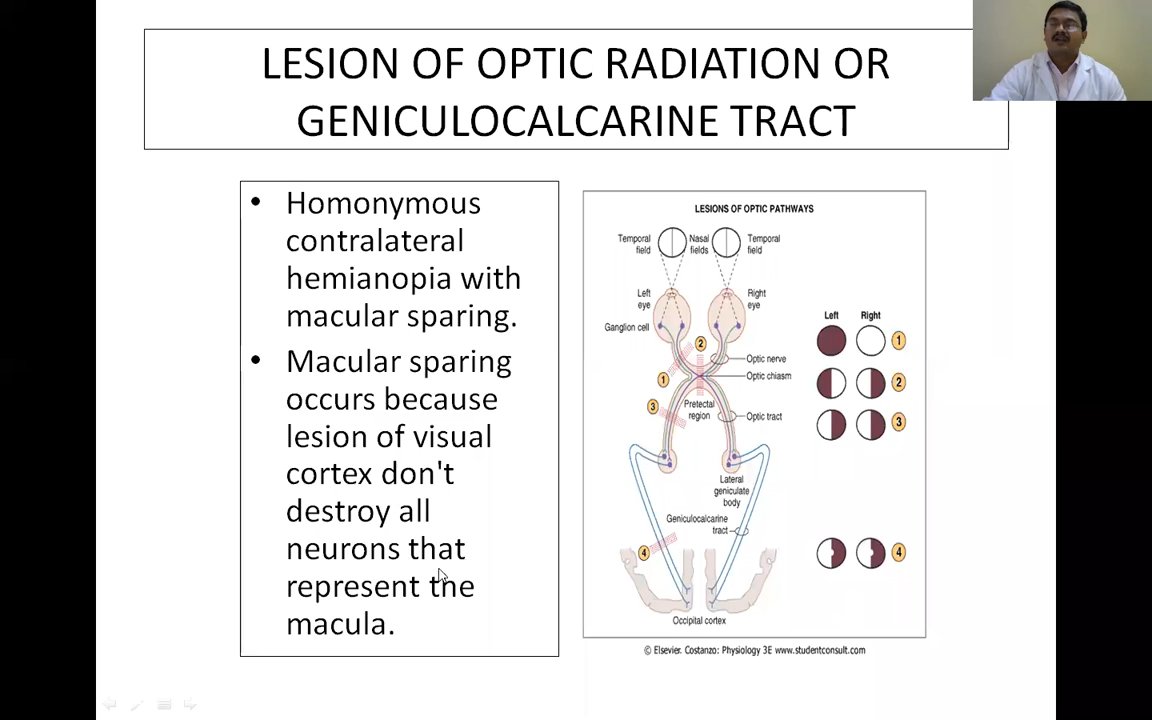 LESION OF OPTIC RADIATION OR
GENICULOCALCARINE TRACT
• Homonymous
contralateral
hemianopia with
macular sparing.
• Macular sparing
occurs because
lesion of visual
cortex don't
destroy all
neurons that
represent the
macula.
LESIONS OF OPTIC PATHWAYS
Temporal
field
Nasal
fields
Temporal
field
Left
eye
Right
eye
Ganglion cell
Left
Right
1
2
3
4
2
1
3
Optic nerve
Optic chiasm
Pretectal
region
Optic tract
Lateral
geniculate
body
Geniculocalcarine
tract
4
Occipital cortex
© Elsevier. Costanzo: Physiology 3E www.studentconsult.com